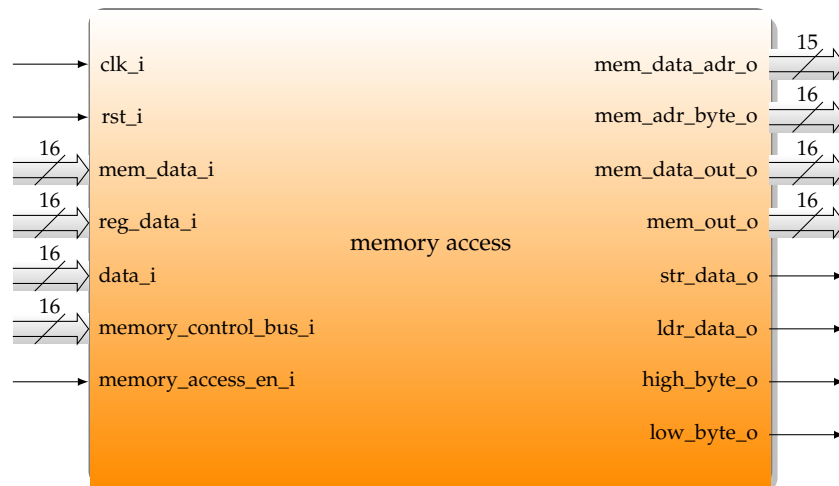 15
clk_i mem_data_adr_o
16
rst_i mem_adr_byte_o
16 16
mem_data_i mem_data_out_o
16 16
reg_data_i mem_out_o
memory access
16
data_i str_data_o
16
memory_control_bus_i ldr_data_o
memory_access_en_i high_byte_o
low_byte_o